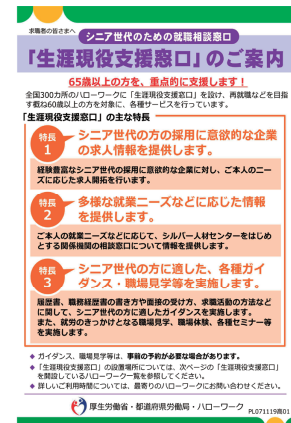 求職者の皆さまへ
シニア世代のための就職相談窓口
「生涯現役支援窓口」のご案内
65歳以上の方を、重点的に支援します！
全国300カ所のハローワークに「生涯現役支援窓口」を設け、再就職などを目指
す概ね60歳以上の方を対象に、各種サービスを行っています。
「生涯現役支援窓口」の主な特長
特長
1
シニア世代の方の採用に意欲的な企業
の求人情報を提供します。
経験豊富なシニア世代の採用に意欲的な企業に対し、ご本人のニー
ズに応じた求人開拓を行います。
特長
2
多様な就業ニーズなどに応じた情報
を提供します。
ご本人の就業ニーズなどに応じて、シルバー人材センターをはじめ
とする関係機関の相談窓口について情報を提供します。
特長
3
シニア世代の方に適した、各種ガイ
ダンス・職場見学等を実施します。
履歴書、職務経歴書の書き方や面接の受け方、求職活動の方法など
に関して、シニア世代の方に適したガイダンスを実施します。
また、就労のきっかけとなる職場見学、職場体験、各種セミナー等
を実施します。
◆ ガイダンス、職場見学等は、事前の予約が必要な場合があります。
◆ 「生涯現役支援窓口」の設置場所については、次ページの「生涯現役支援窓口」
を開設しているハローワーク一覧を参照してください。
◆ 詳しいご利用時間については、最寄りのハローワークにお問い合わせください。
厚生労働省・都道府県労働局・ハローワーク
PL071119高01